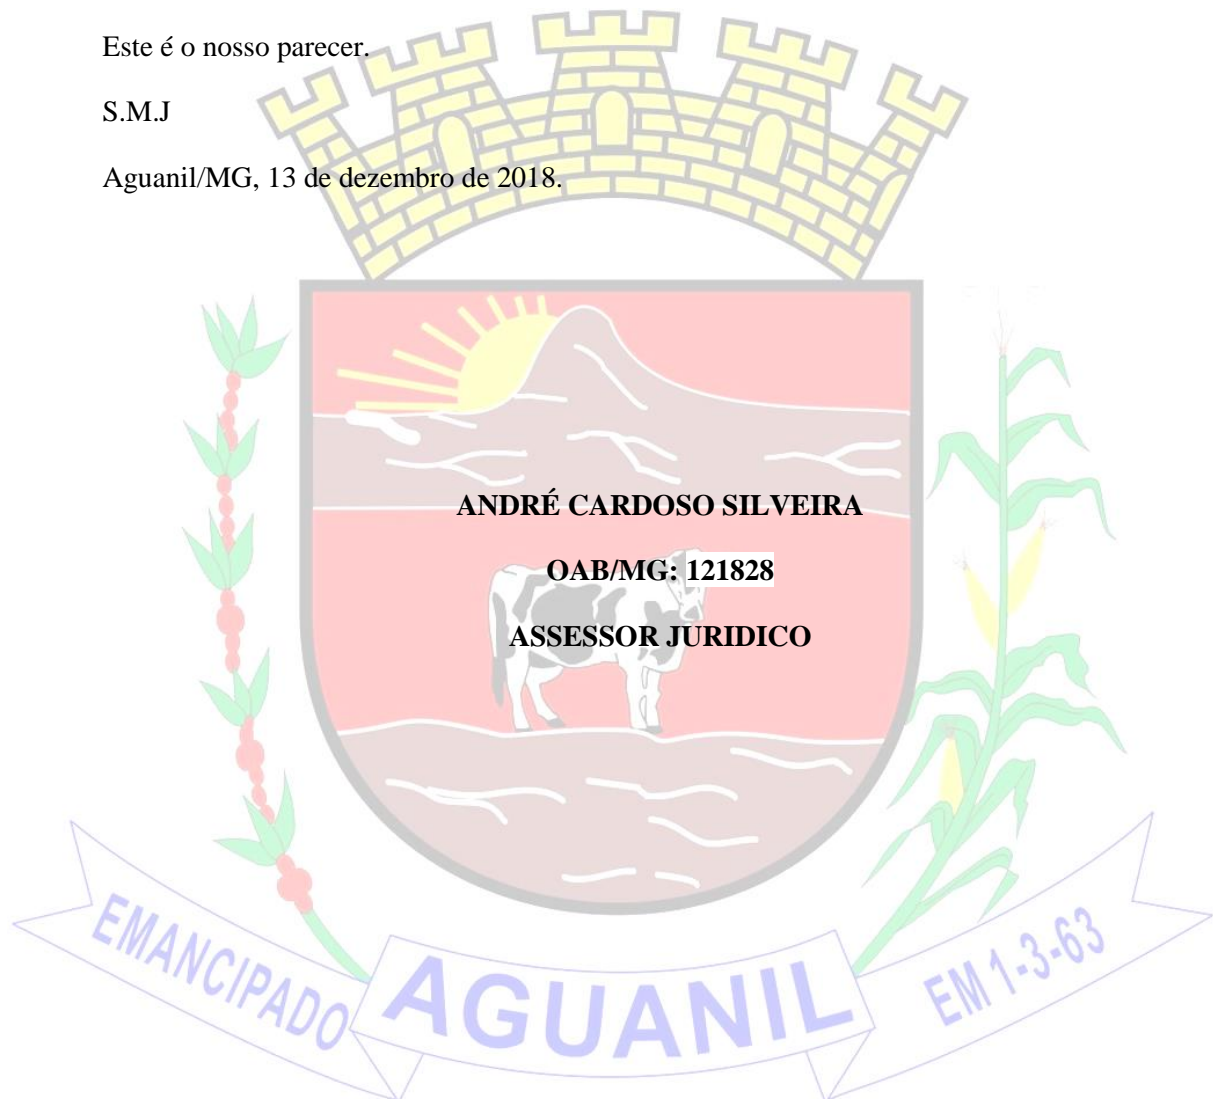 Este é o nosso parecer.
S.M.J
Aguanil/MG, 13 de dezembro de 2018.
ANDRÉ CARDOSO SILVEIRA
OAB/MG: 121828
ASSESSOR JURIDICO
EMANCIPADO
AGUANIL
EM 1-3-63